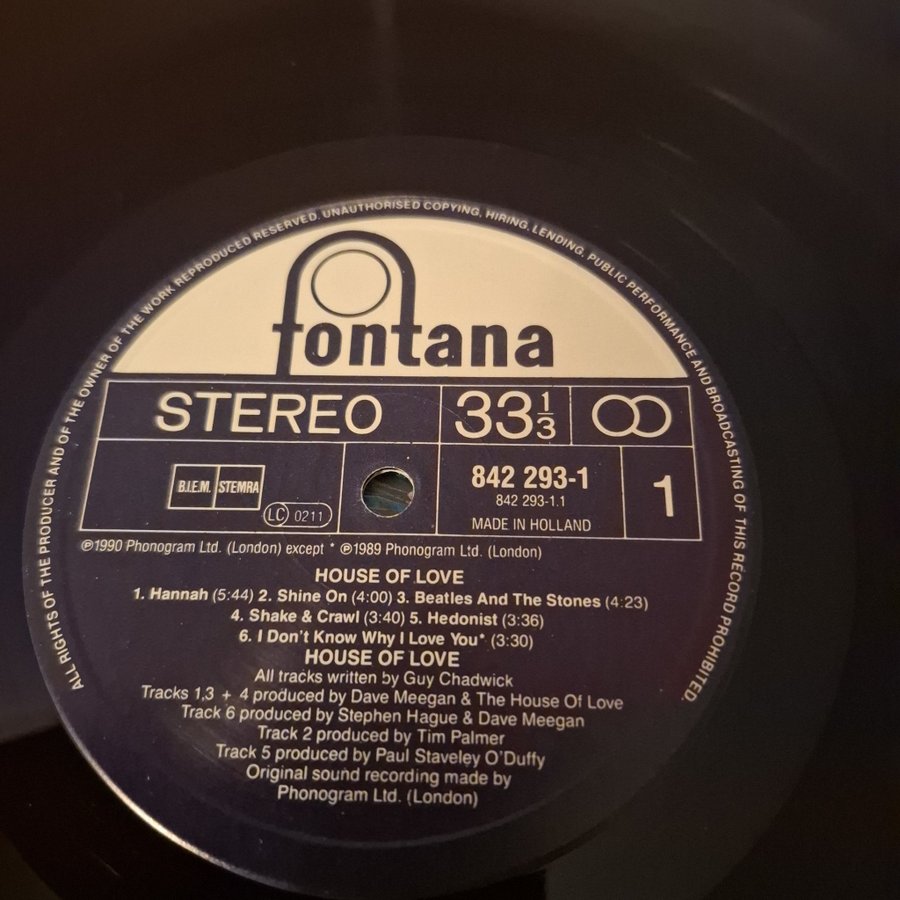 ALL RIGHTS OF THE PRODUCER AND OF THE OWNER OF THE WORK REPRODUCED RESERVED. UNAUTHORISED COPYING, HIRING, LENDING, PUBLIC PERFORMANCE AND BROADCASTING OF THIS RECORD PROHIBITED.
fontana
STEREO 33 1/3
B.I.E.M. STEMRA
LC 0211
842 293-1
842 293-1.1
MADE IN HOLLAND
1
℗1990 Phonogram Ltd. (London) except * ℗1989 Phonogram Ltd. (London)
HOUSE OF LOVE
1. Hannah (5:44) 2. Shine On (4:00) 3. Beatles And The Stones (4:23)
4. Shake & Crawl (3:40) 5. Hedonist (3:36)
6. I Don't Know Why I Love You* (3:30)
HOUSE OF LOVE
All tracks written by Guy Chadwick
Tracks 1,3 + 4 produced by Dave Meegan & The House Of Love
Track 6 produced by Stephen Hague & Dave Meegan
Track 2 produced by Tim Palmer
Track 5 produced by Paul Staveley O'Duffy
Original sound recording made by
Phonogram Ltd. (London)